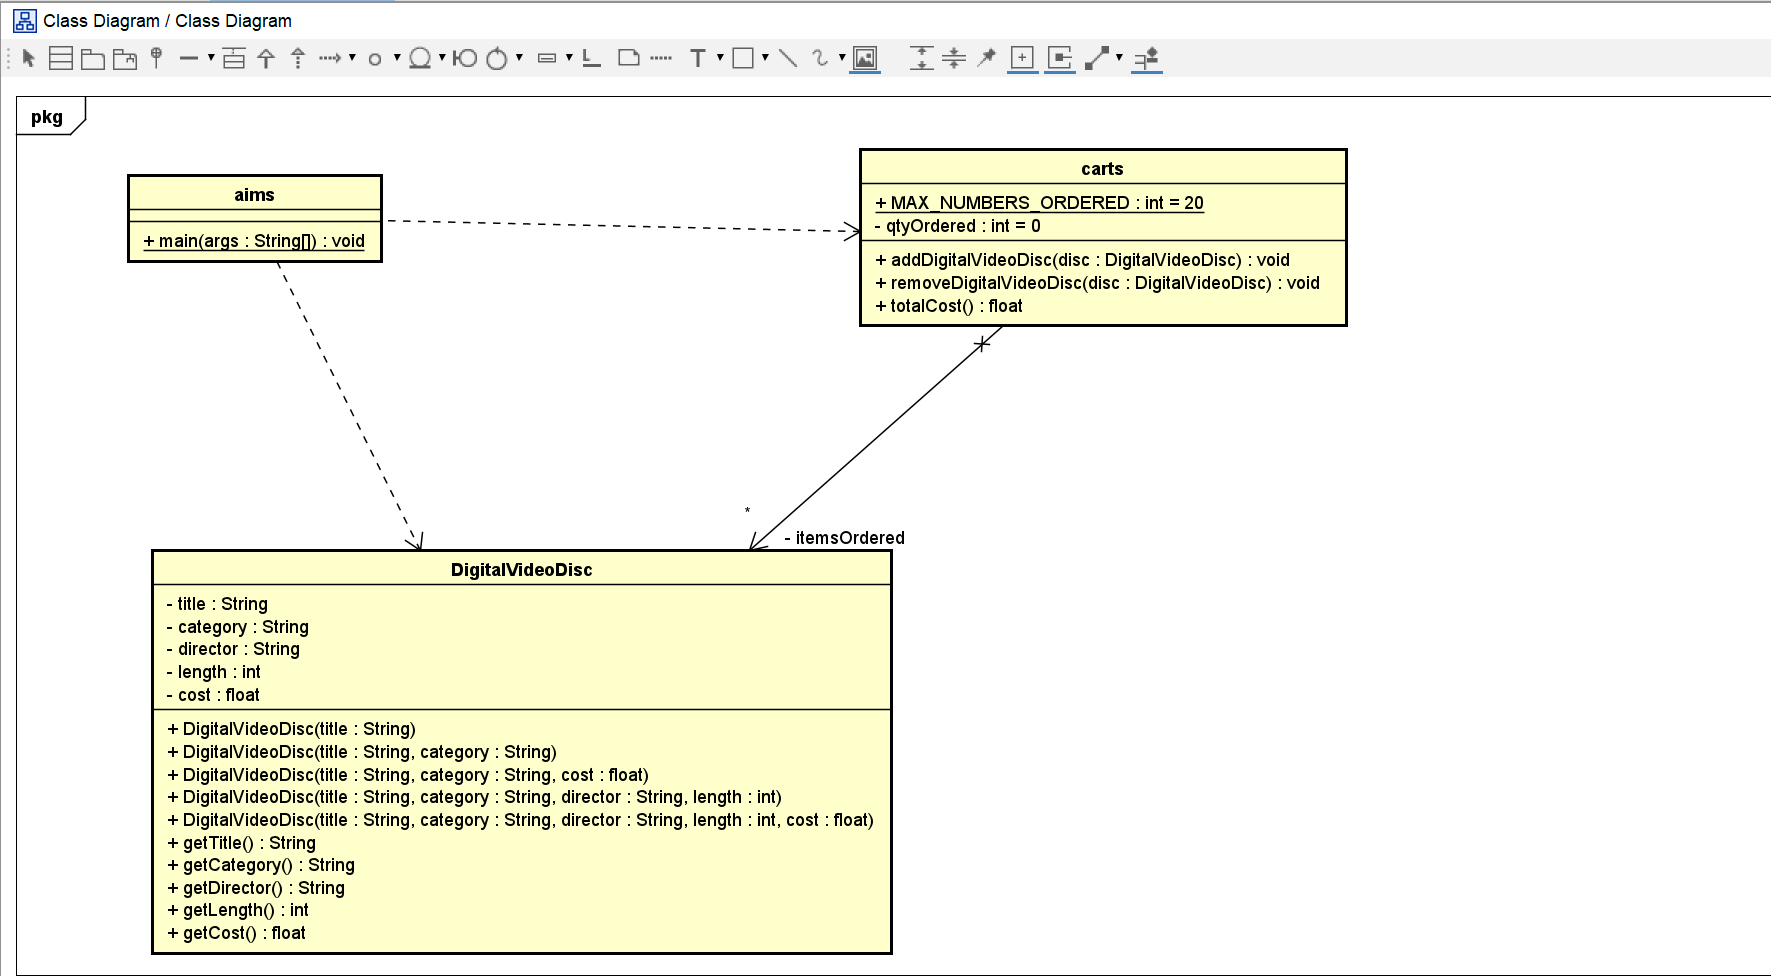 Class Diagram / Class Diagram
pkg
aims
+ main(args : String[]) : void
carts
+ MAX_NUMBERS_ORDERED : int = 20
- qtyOrdered : int = 0
+ addDigitalVideoDisc(disc : DigitalVideoDisc) : void
+ removeDigitalVideoDisc(disc : DigitalVideoDisc) : void
+ totalCost() : float
*
- itemsOrdered
DigitalVideoDisc
- title : String
- category : String
- director : String
- length : int
- cost : float
+ DigitalVideoDisc(title : String)
+ DigitalVideoDisc(title : String, category : String)
+ DigitalVideoDisc(title : String, category : String, cost : float)
+ DigitalVideoDisc(title : String, category : String, director : String, length : int)
+ DigitalVideoDisc(title : String, category : String, director : String, length : int, cost : float)
+ getTitle() : String
+ getCategory() : String
+ getDirector() : String
+ getLength() : int
+ getCost() : float